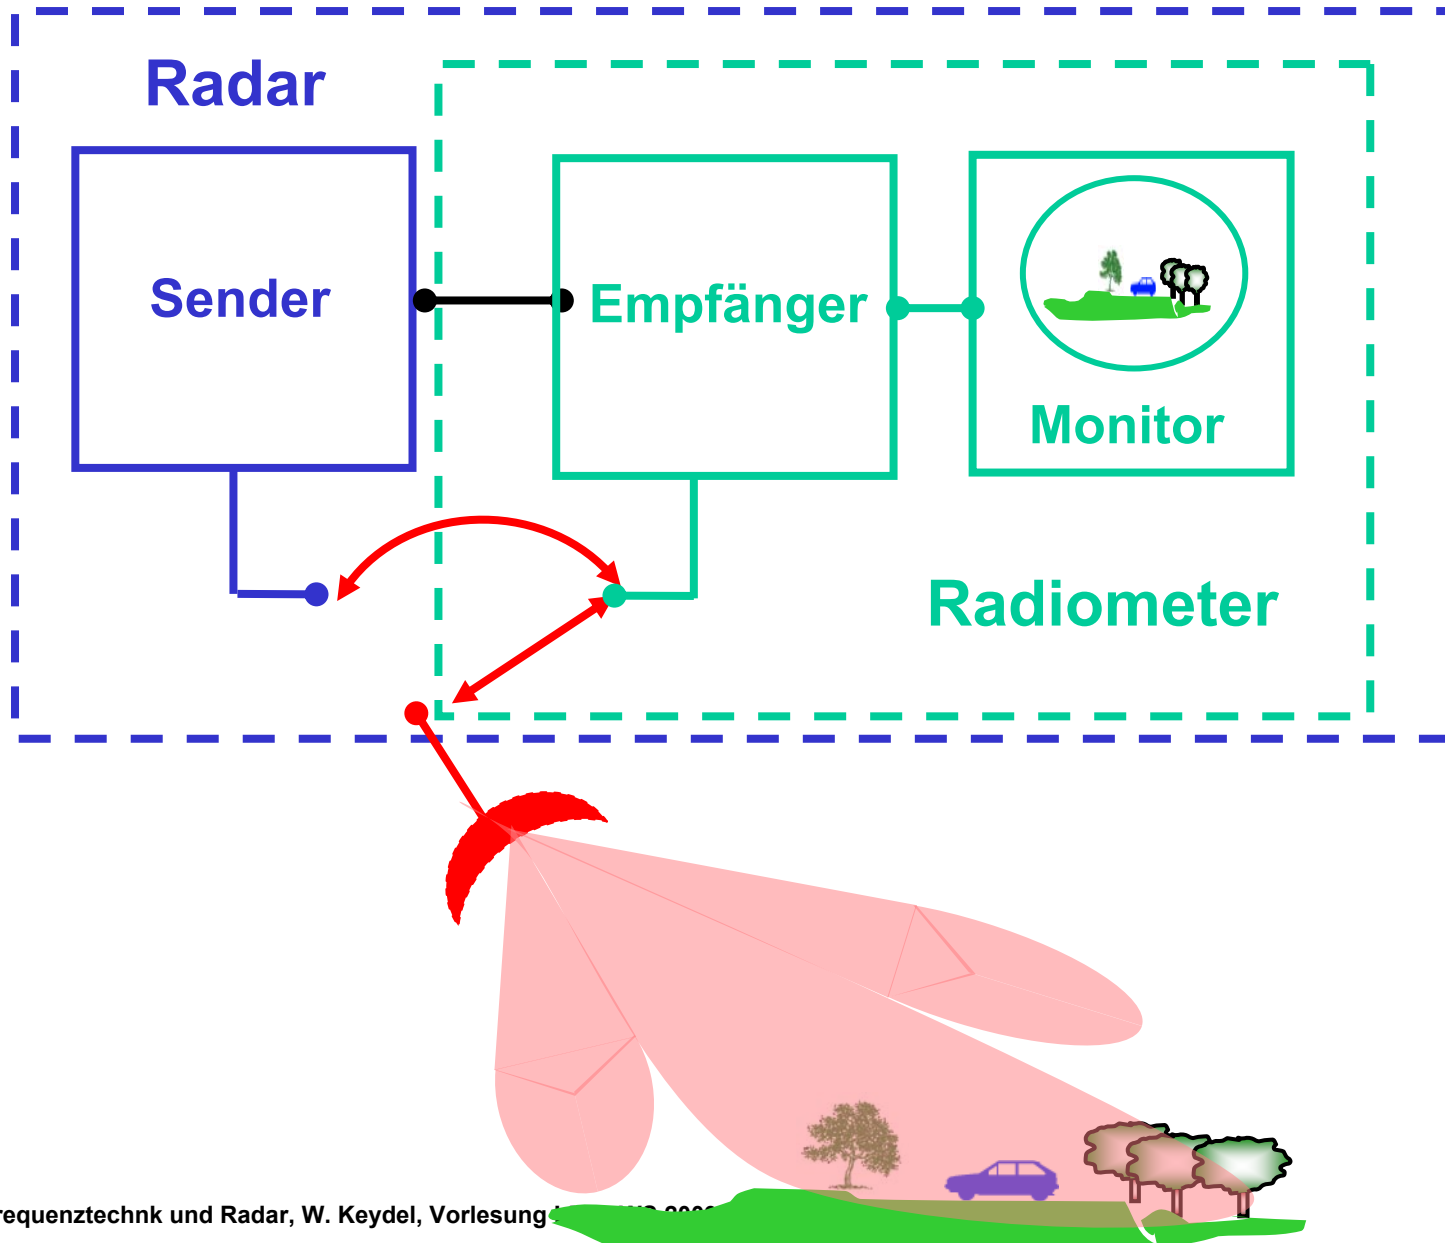 Radar
Sender
Empfänger
Monitor
Radiometer
requenztechnk und Radar, W. Keydel, Vorlesung